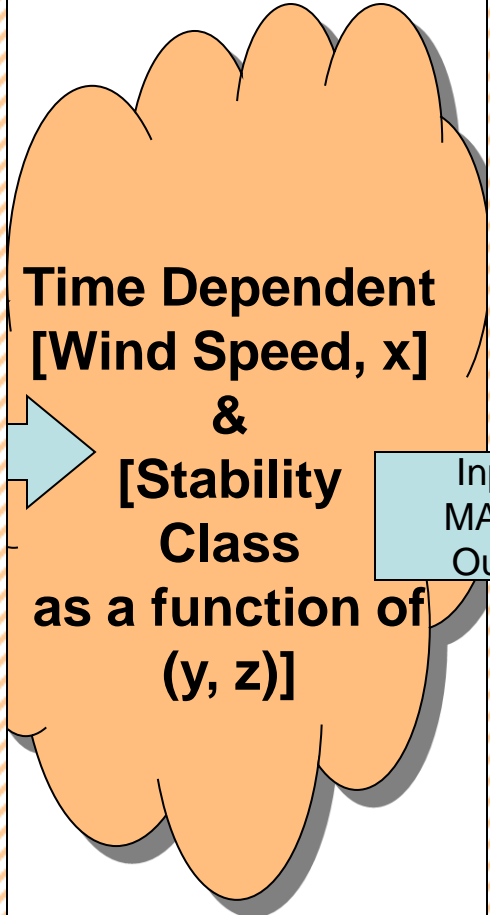 Time Dependent
[Wind Speed, x]
&
[Stability
Class
as a function of
(y, z)]